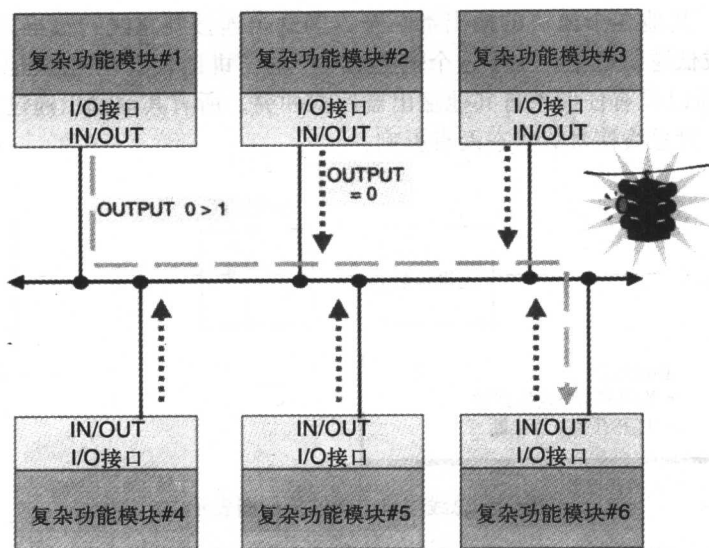 复杂功能模块#1
I/O接口
IN/OUT
复杂功能模块#2
I/O接口
IN/OUT
复杂功能模块#3
I/O接口
IN/OUT
OUTPUT 0 > 1
OUTPUT
= 0
IN/OUT
I/O接口
复杂功能模块#4
IN/OUT
I/O接口
复杂功能模块#5
IN/OUT
I/O接口
复杂功能模块#6